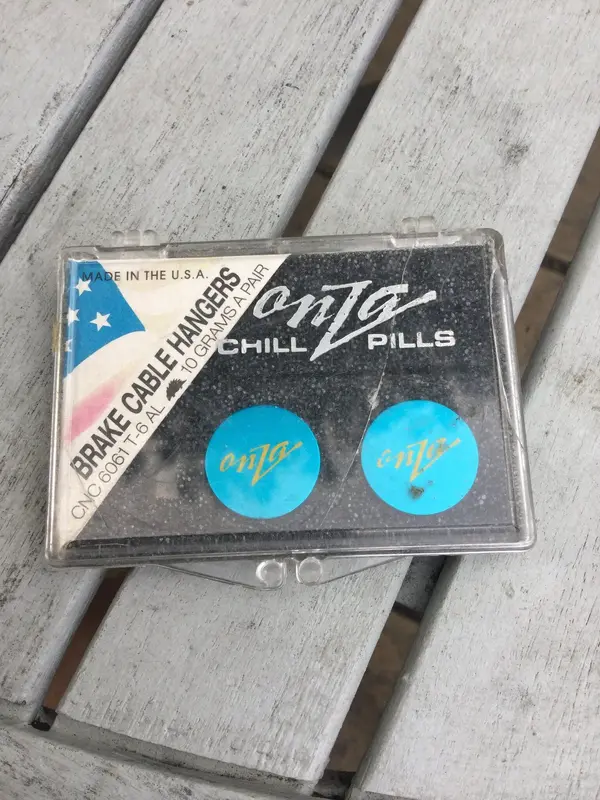 MADE IN THE U.S.A.
BRAKE CABLE HANGERS
CNC 6061 T-6 AL 10 GRAMS A PAIR
onza
CHILL PILLS
onza
onza